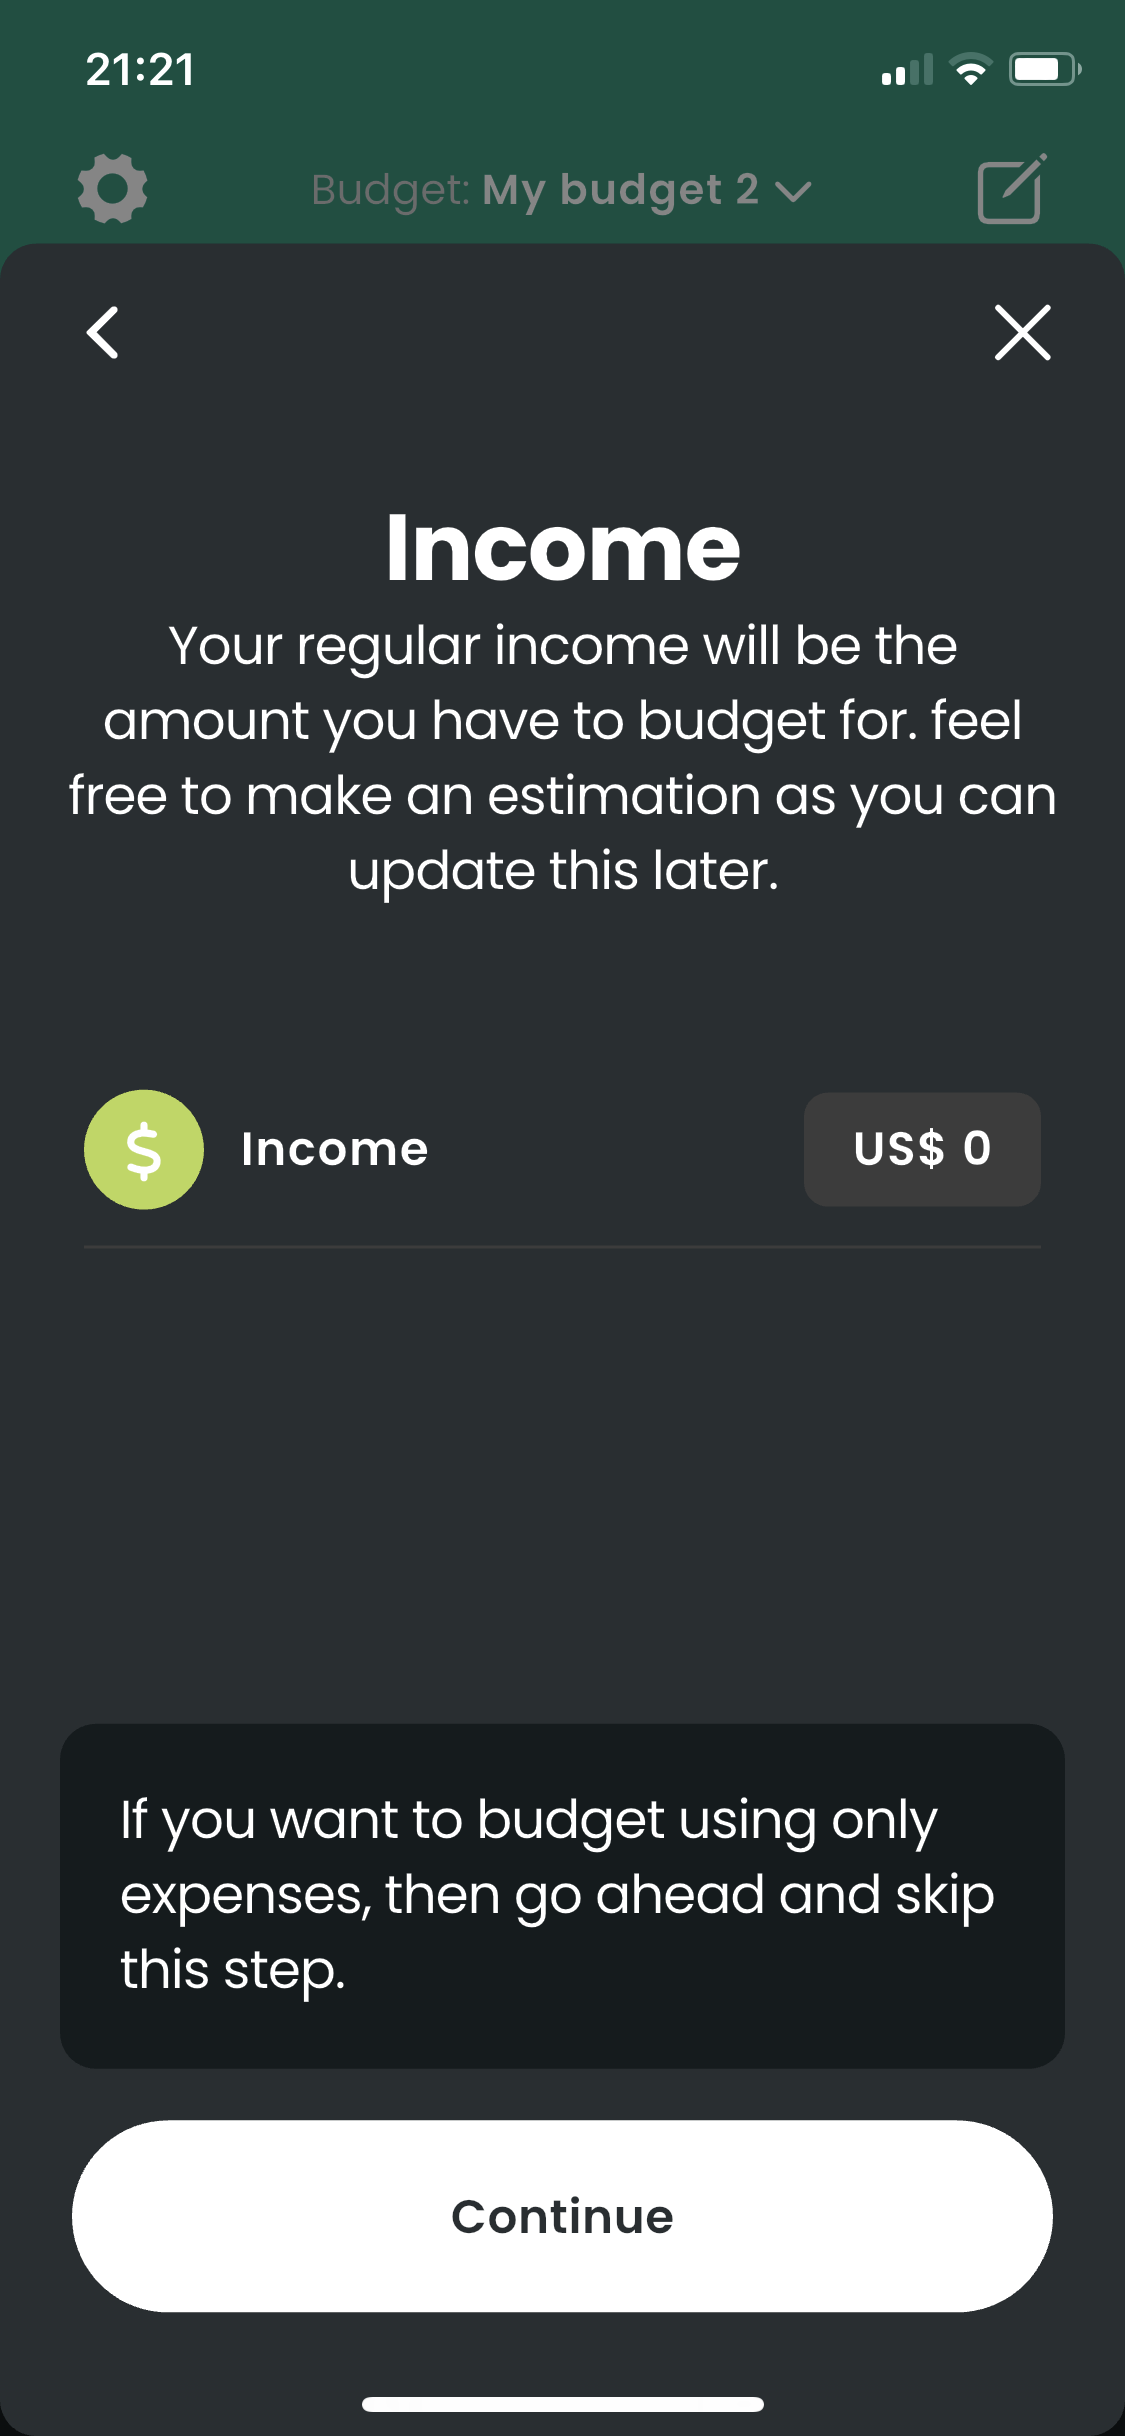 21:21
Budget: My budget 2
Income
Your regular income will be the
amount you have to budget for. feel
free to make an estimation as you can
update this later.
$ Income US$ 0
If you want to budget using only
expenses, then go ahead and skip
this step.
Continue